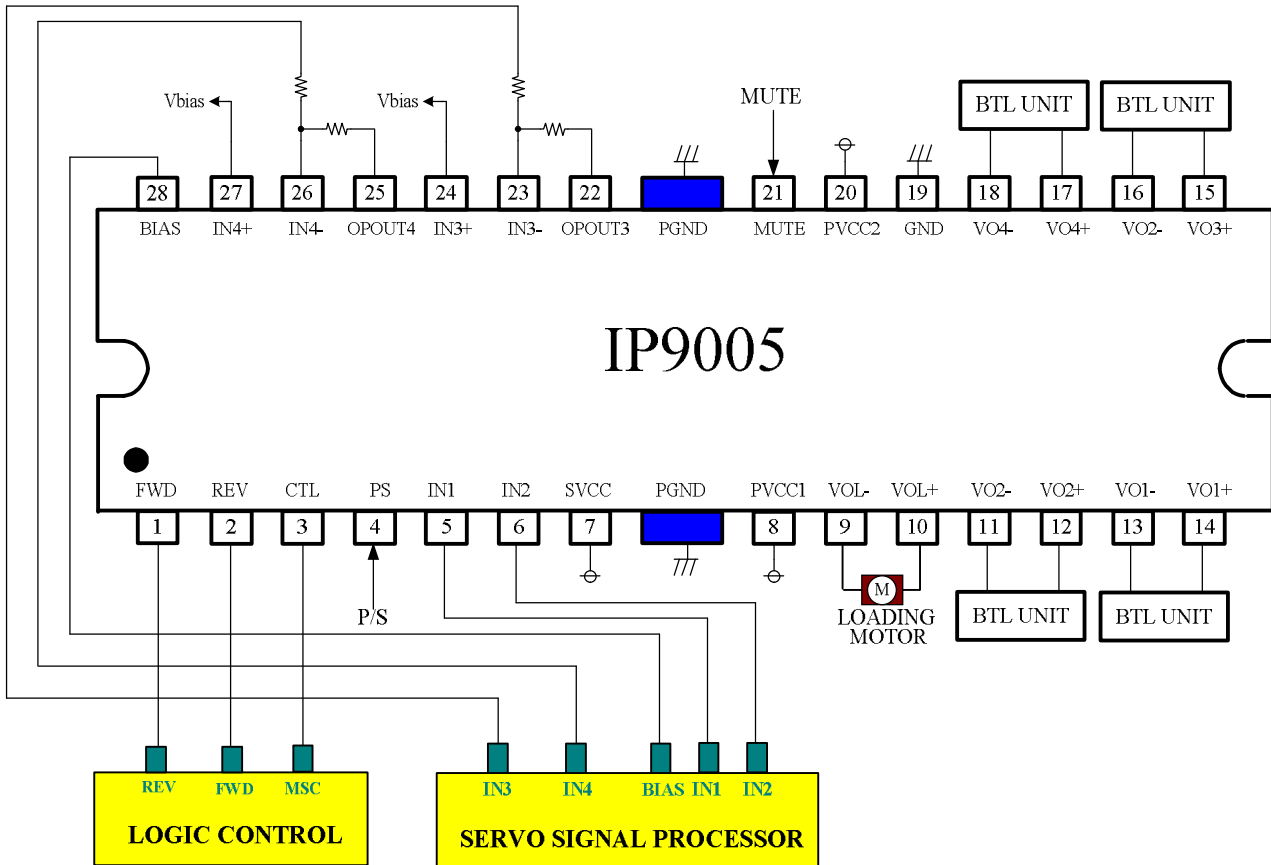 MUTE
BTL UNIT
BTL UNIT
Vbias
Vbias
28
27
26
25
24
23
22
21
20
19
18
17
16
15
BIAS
IN4+
IN4-
OPOUT4
IN3+
IN3-
OPOUT3
PGND
MUTE
PVCC2
GND
VO4-
VO4+
VO2-
VO3+
IP9005
FWD
REV
CTL
PS
IN1
IN2
SVCC
PGND
PVCC1
VOL-
VOL+
VO2-
VO2+
VO1-
VO1+
1
2
3
4
5
6
7
8
9
10
11
12
13
14
P/S
M
LOADING
MOTOR
BTL UNIT
BTL UNIT
REV
FWD
MSC
LOGIC CONTROL
IN3
IN4
BIAS
IN1
IN2
SERVO SIGNAL PROCESSOR